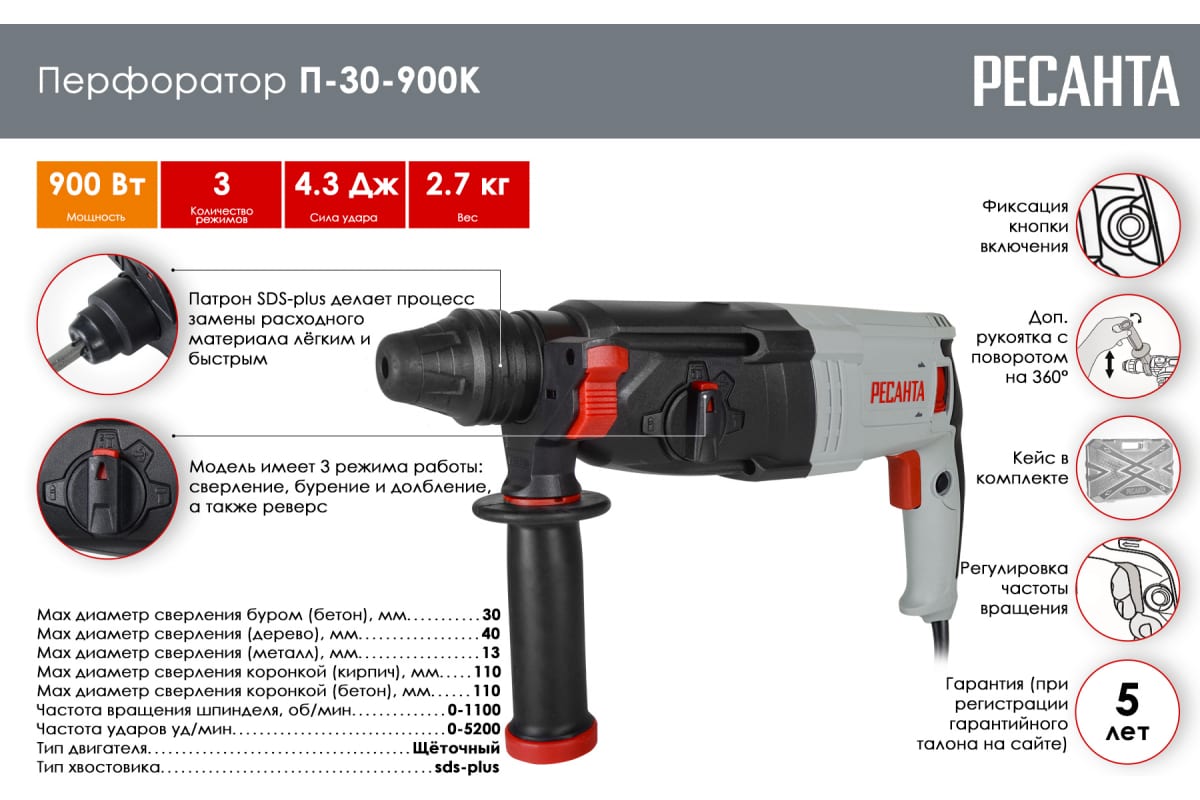 Перфоратор П-30-900К
РЕСАНТА
900 Вт
Мощность
3
Количество
режимов
4.3 Дж
Сила удара
2.7 кг
Вес
Патрон SDS-plus делает процесс
замены расходного
материала лёгким и
быстрым
Модель имеет 3 режима работы:
сверление, бурение и долбление,
а также реверс
РЕСАНТА
Фиксация
кнопки
включения
Доп.
рукоятка с
поворотом
на 360°
Кейс в
комплекте
РЕСАНТА
Регулировка
частоты
вращения
Гарантия (при
регистрации
гарантийного
талона на сайте)
5
лет
Max диаметр сверления буром (бетон), мм...........30
Max диаметр сверления (дерево), мм..................40
Max диаметр сверления (металл), мм..................13
Max диаметр сверления коронкой (кирпич), мм.....110
Max диаметр сверления коронкой (бетон), мм......110
Частота вращения шпинделя, об/мин..............0-1100
Частота ударов уд/мин...............................0-5200
Тип двигателя.......................................Щёточный
Тип хвостовика.......................................sds-plus